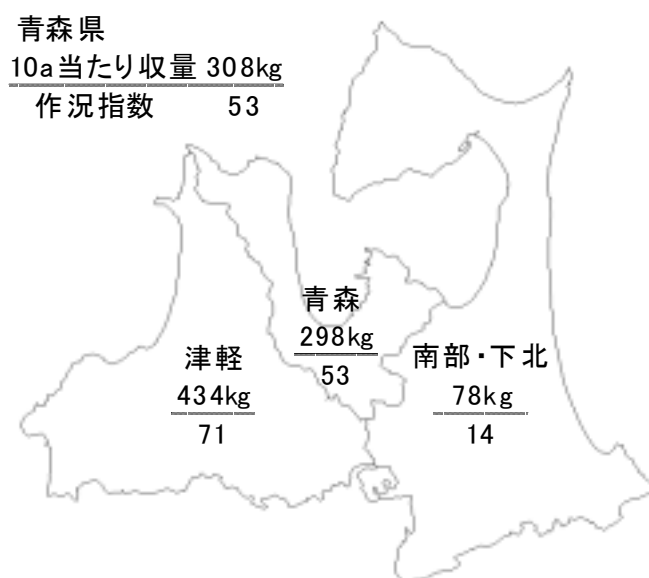 青森県
10a当たり収量 308kg
作況指数 53
青森
298kg
53
津軽
434kg
71
南部・下北
78kg
14